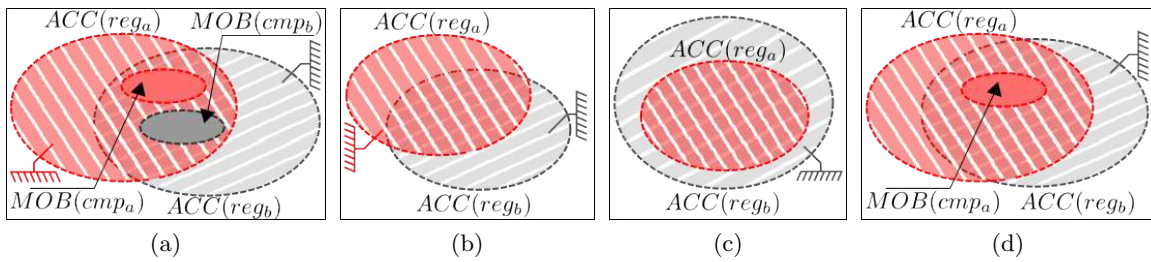 ACC(reg_a) MOB(cmp_b)
MOB(cmp_a) ACC(reg_b)
(a)
ACC(reg_a)
ACC(reg_b)
(b)
ACC(reg_a)
ACC(reg_b)
(c)
ACC(reg_a)
MOB(cmp_a) ACC(reg_b)
(d)